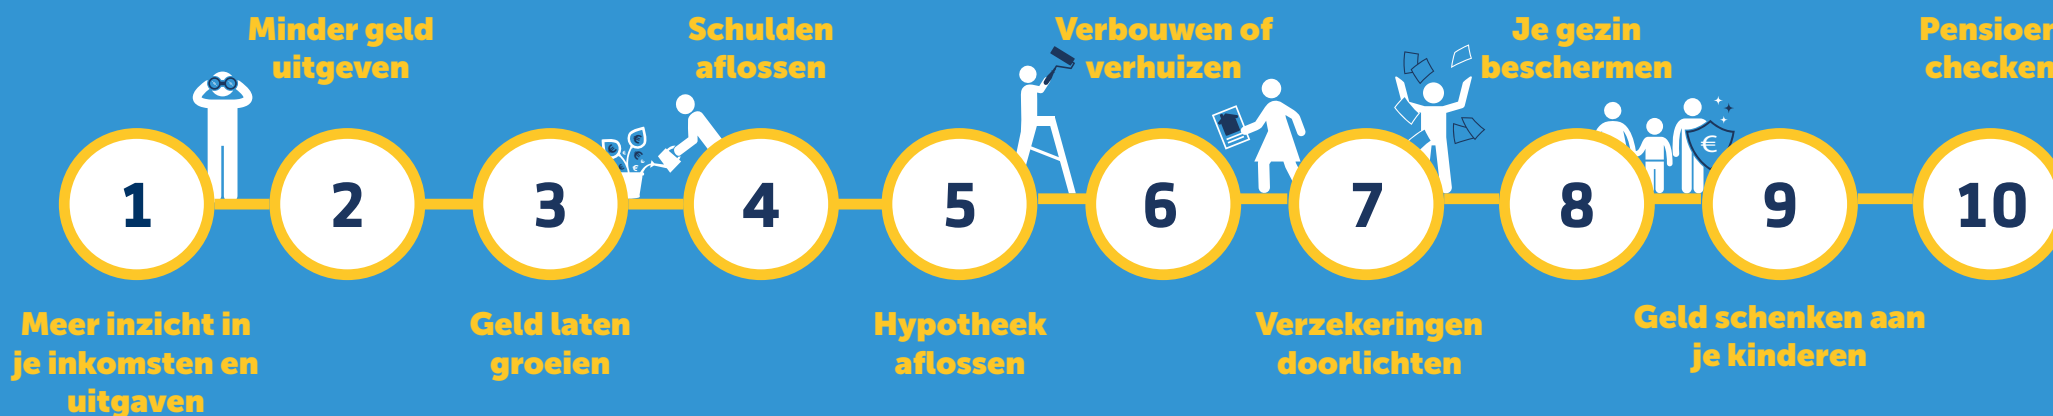 Minder geld
uitgeven
Schulden
aflossen
Verbouwen of
verhuizen
Je gezin
beschermen
checken
€
1
2
3
4
5
6
7
8
9
10
Meer inzicht in
je inkomsten en
uitgaven
Geld laten
groeien
Hypotheek
aflossen
Verzekeringen
doorlichten
Geld schenken aan
je kinderen